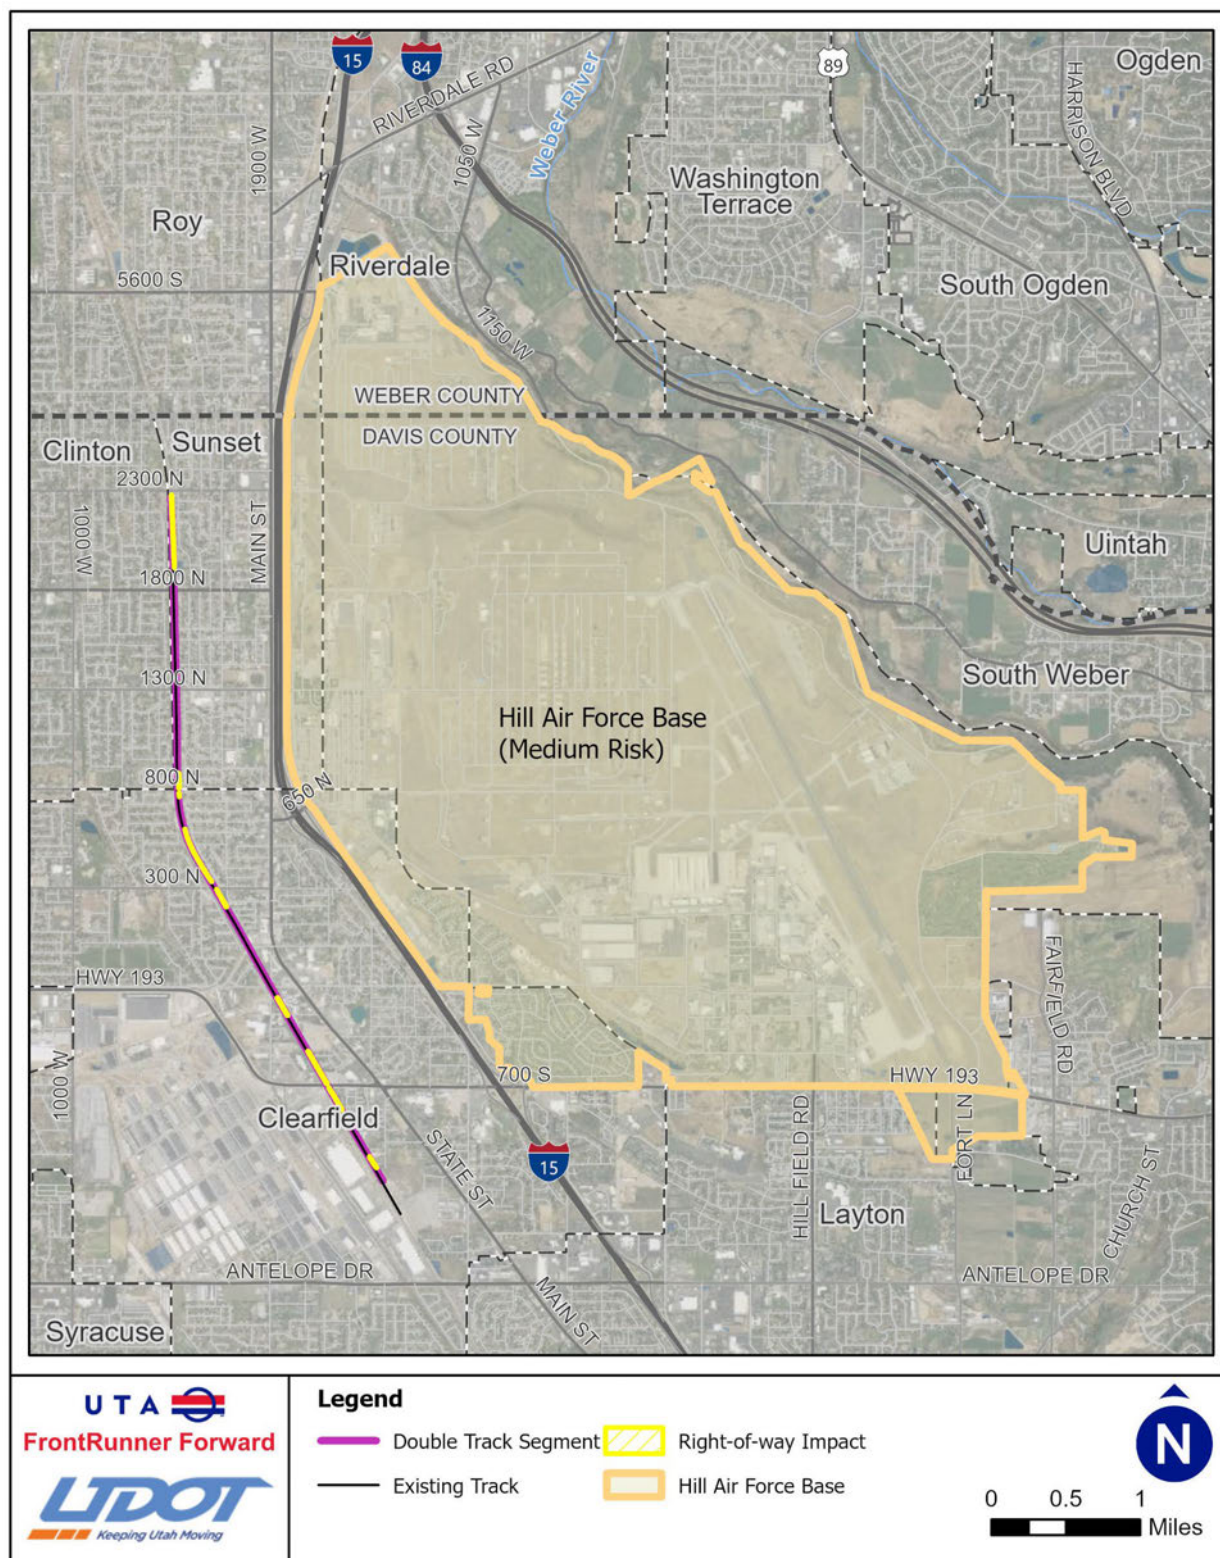 15
84
89
Ogden
RIVERDALE RD
HARRISON BLVD
Weber River
1900 W
1050 W
Washington
Terrace
Roy
Riverdale
5600 S
South Ogden
1150 W
WEBER COUNTY
DAVIS COUNTY
Clinton
Sunset
2300 N
1000 W
MAIN ST
Uintah
1800 N
South Weber
1300 N
Hill Air Force Base
(Medium Risk)
800 N
650 N
300 N
FAIRFIELD RD
HWY 193
1000 W
700 S
HWY 193
Clearfield
STATE ST
15
HILL FIELD RD
FORT LN
CHURCH ST
Layton
ANTELOPE DR
ANTELOPE DR
MAIN ST
Syracuse
UTA
FrontRunner Forward
UDOT
Keeping Utah Moving
Legend
Double Track Segment
Right-of-way Impact
Existing Track
Hill Air Force Base
N
0 0.5 1
Miles